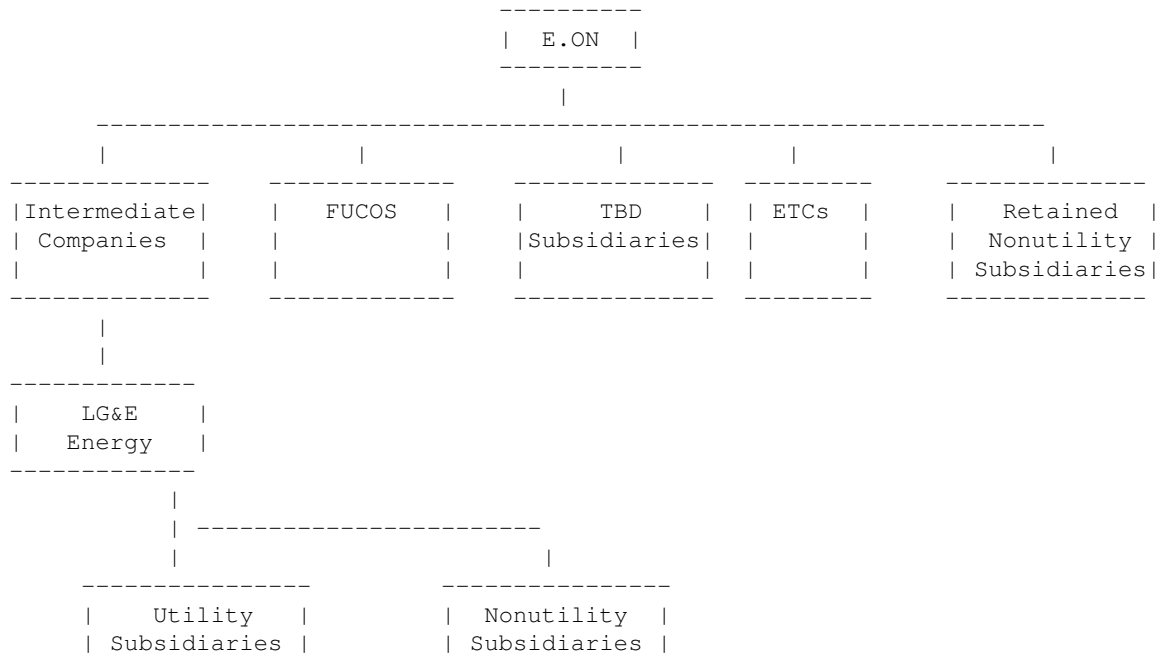 E.ON
Intermediate FUCOS TBD ETCs Retained
Companies Subsidiaries Nonutility
Subsidiaries
LG&E
Energy
Utility Nonutility
Subsidiaries Subsidiaries